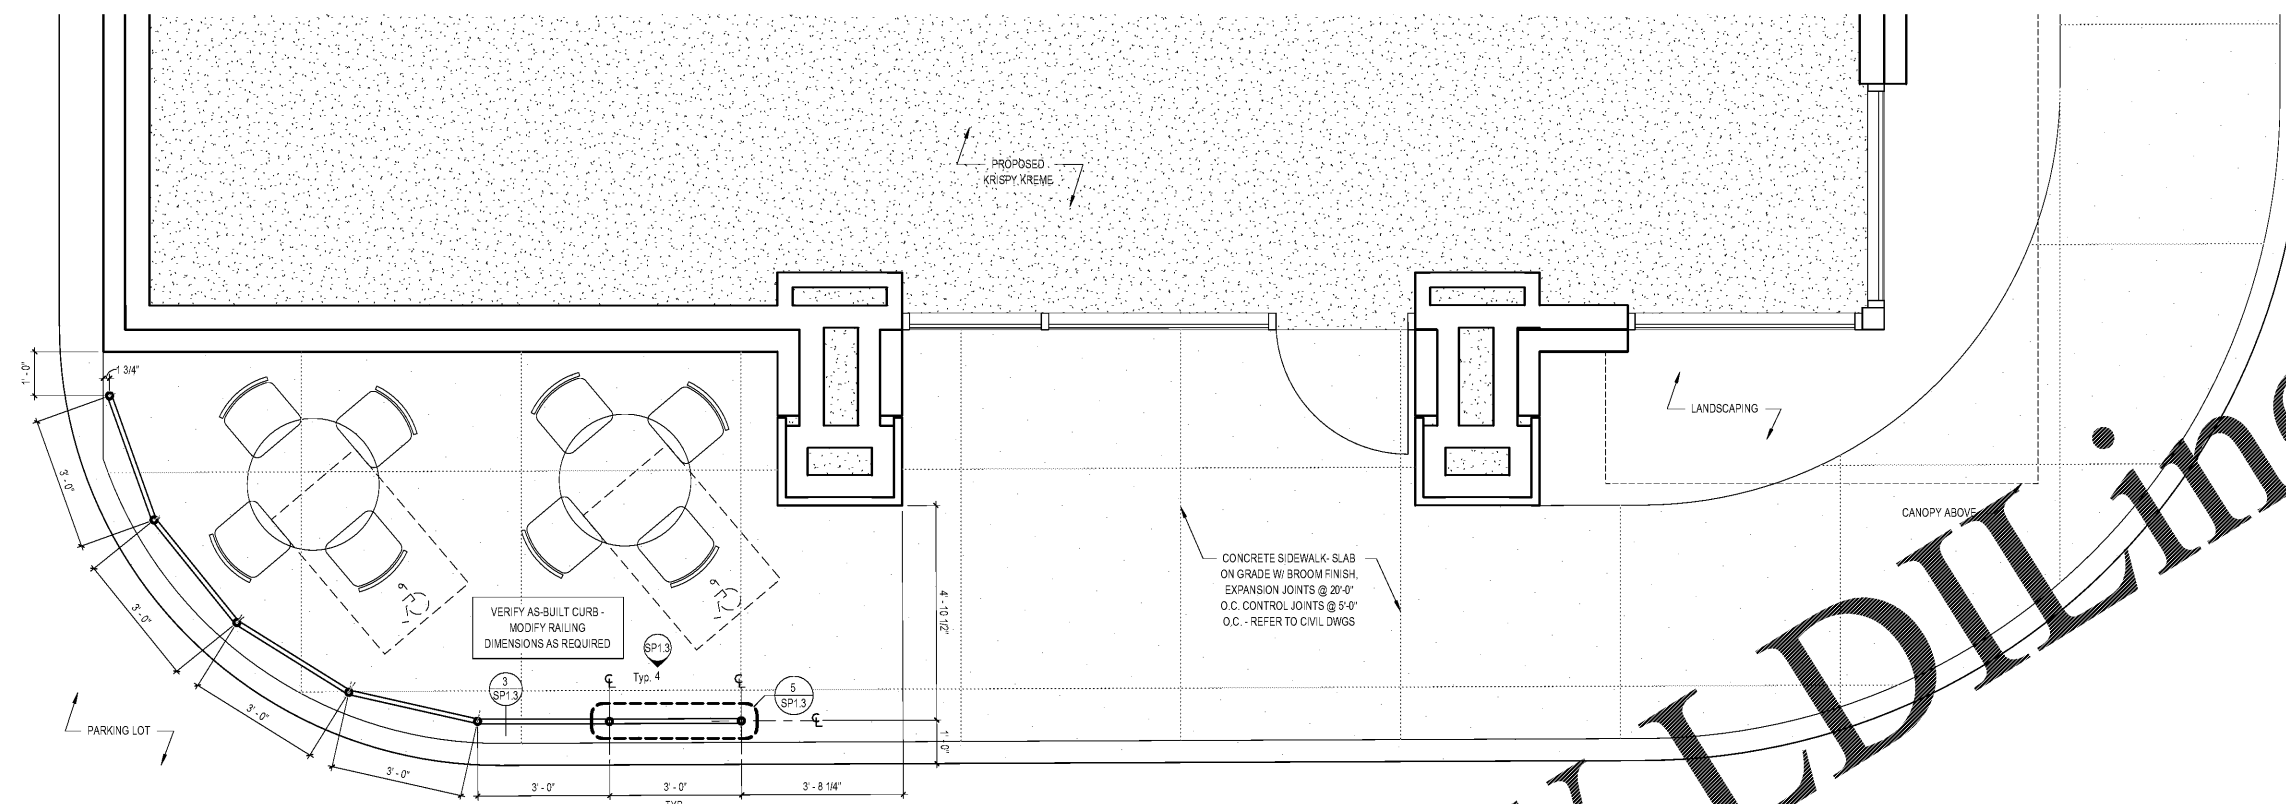 PROPOSED
KRISPY KREME
1' - 0"
1 3/4"
3' - 0"
LANDSCAPING
CANOPY ABOVE
CONCRETE SIDEWALK- SLAB
ON GRADE W/ BROOM FINISH,
EXPANSION JOINTS @ 20'-0"
O.C. CONTROL JOINTS @ 5'-0"
O.C. - REFER TO CIVIL DWGS
4' - 10 1/2"
3' - 0"
VERIFY AS-BUILT CURB -
MODIFY RAILING
DIMENSIONS AS REQUIRED
SP1.3
Typ. 4
3
SP1.3
5
SP1.3
3' - 0"
PARKING LOT
1' - 0"
3' - 0"
3' - 0"
3' - 0"
3' - 8 1/4"
TYP
LDILine